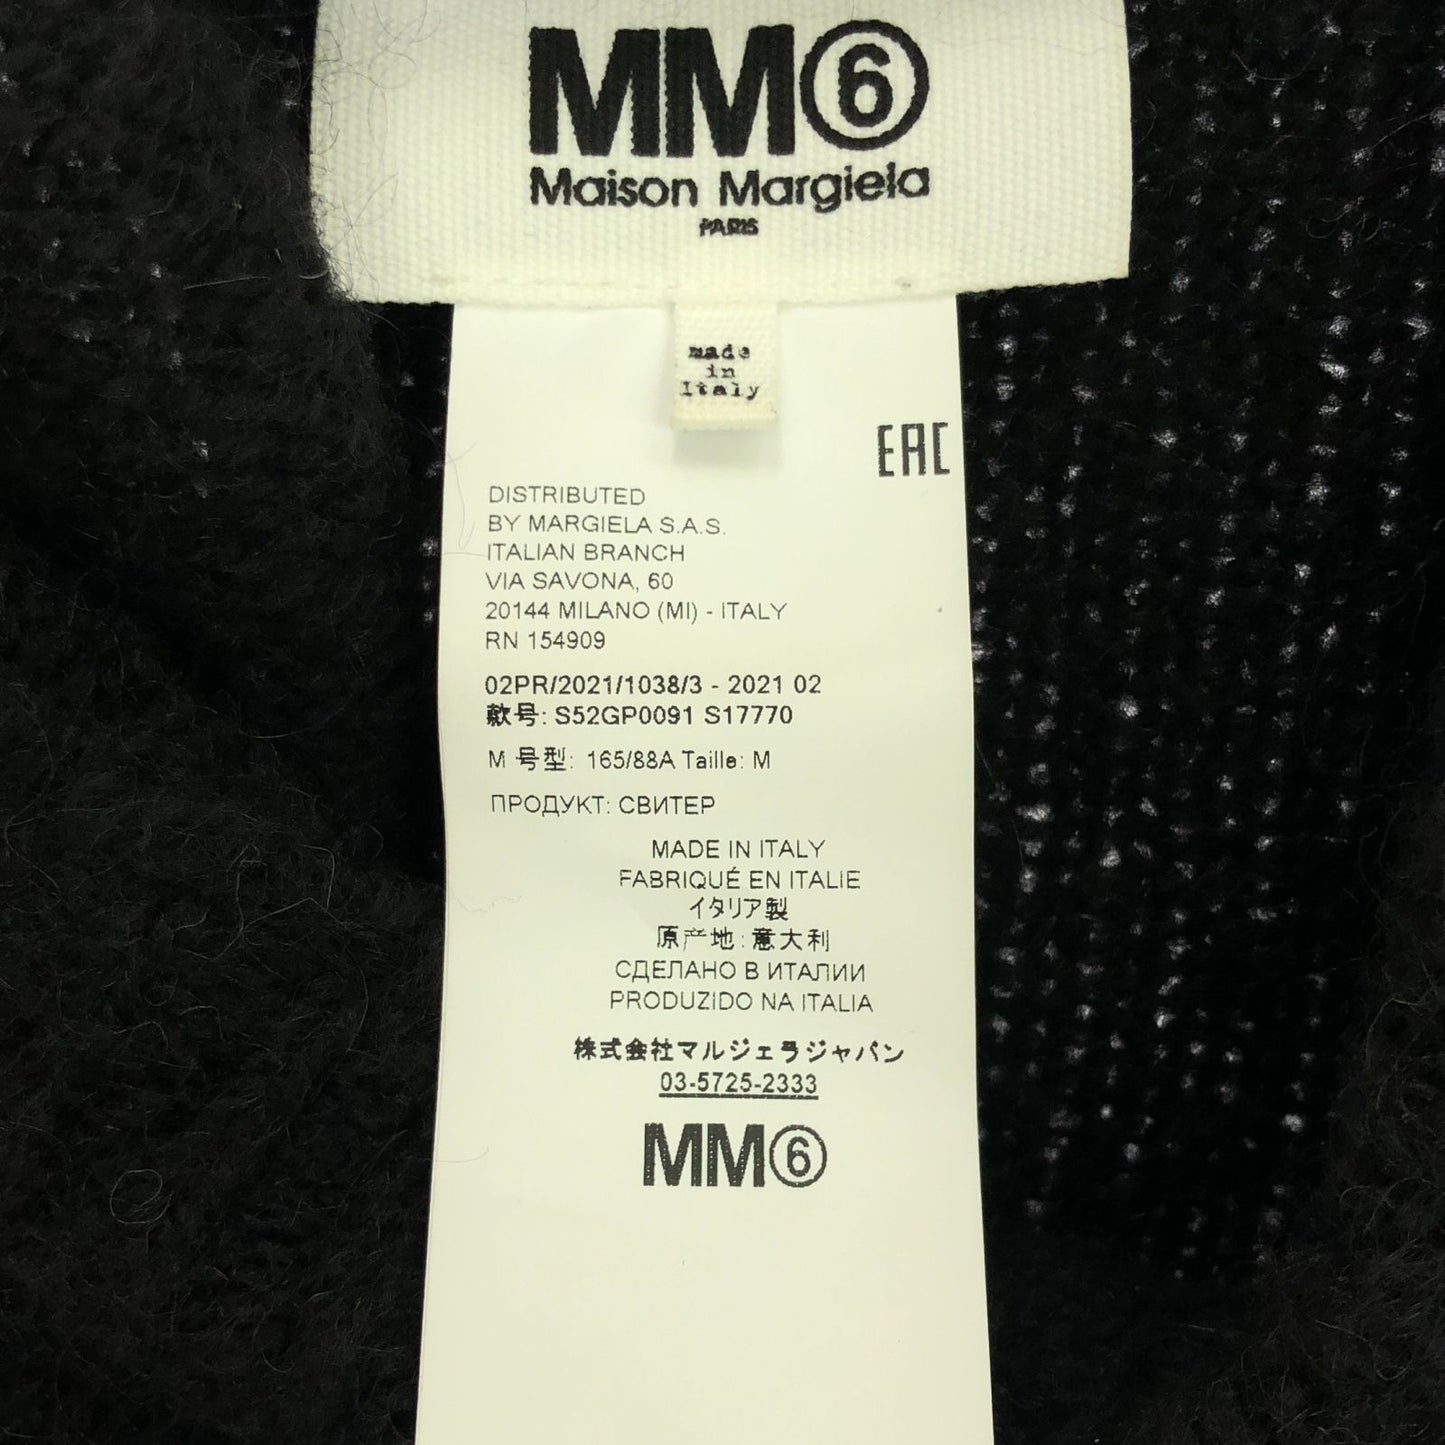 MM⑥
Maison Margiela
PARIS
made
in
Italy
EAC
DISTRIBUTED
BY MARGIELA S.A.S.
ITALIAN BRANCH
VIA SAVONA, 60
20144 MILANO (MI) - ITALY
RN 154909
02PR/2021/1038/3 - 2021 02
款号: S52GP0091 S17770
M 号型: 165/88A Taille: M
ПРОДУКТ: СВИТЕР
MADE IN ITALY
FABRIQUÉ EN ITALIE
イタリア製
原产地: 意大利
СДЕЛАНО В ИТАЛИИ
PRODUZIDO NA ITALIA
株式会社マルジェラジャパン
03-5725-2333
MM⑥